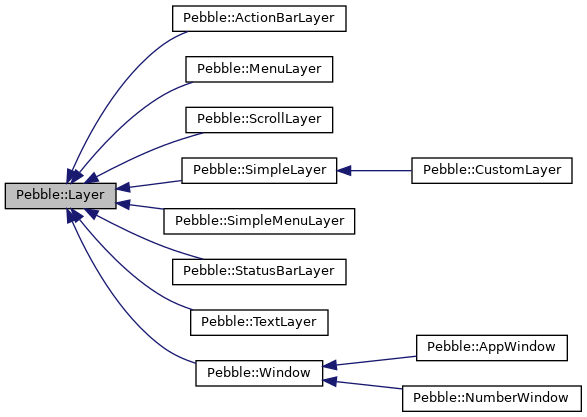 Pebble::ActionBarLayer
Pebble::MenuLayer
Pebble::ScrollLayer
Pebble::SimpleLayer
Pebble::CustomLayer
Pebble::Layer
Pebble::SimpleMenuLayer
Pebble::StatusBarLayer
Pebble::TextLayer
Pebble::AppWindow
Pebble::Window
Pebble::NumberWindow